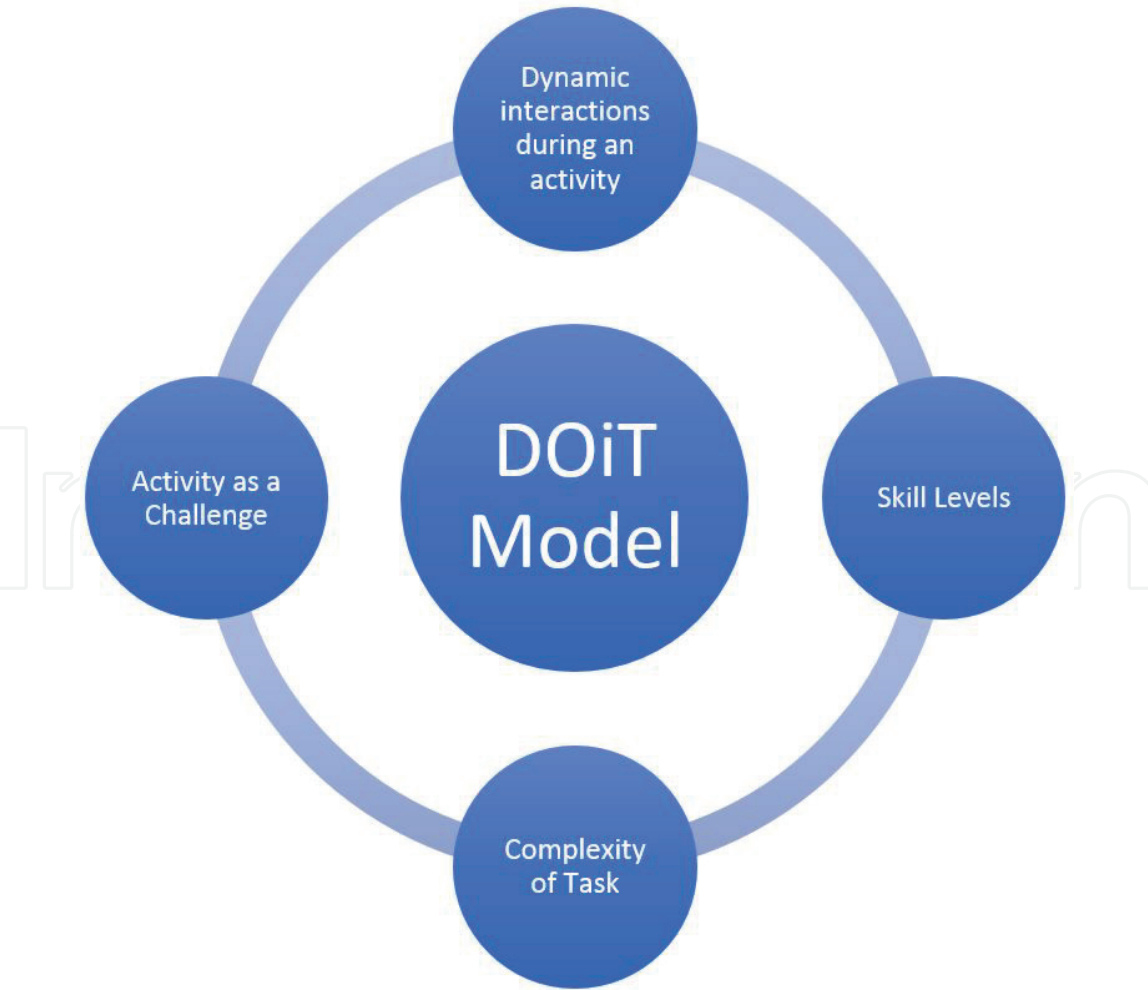 Dynamic
interactions
during an
activity
DOiT
Model
Activity as a
Challenge
Skill Levels
Complexity
of Task